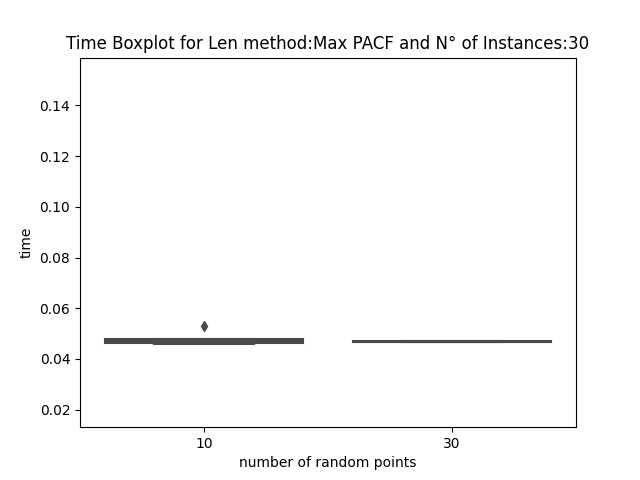 Time Boxplot for Len method:Max PACF and N° of Instances:30
0.14
0.12
0.10
0.08
0.06
0.04
0.02
time
10 30
number of random points